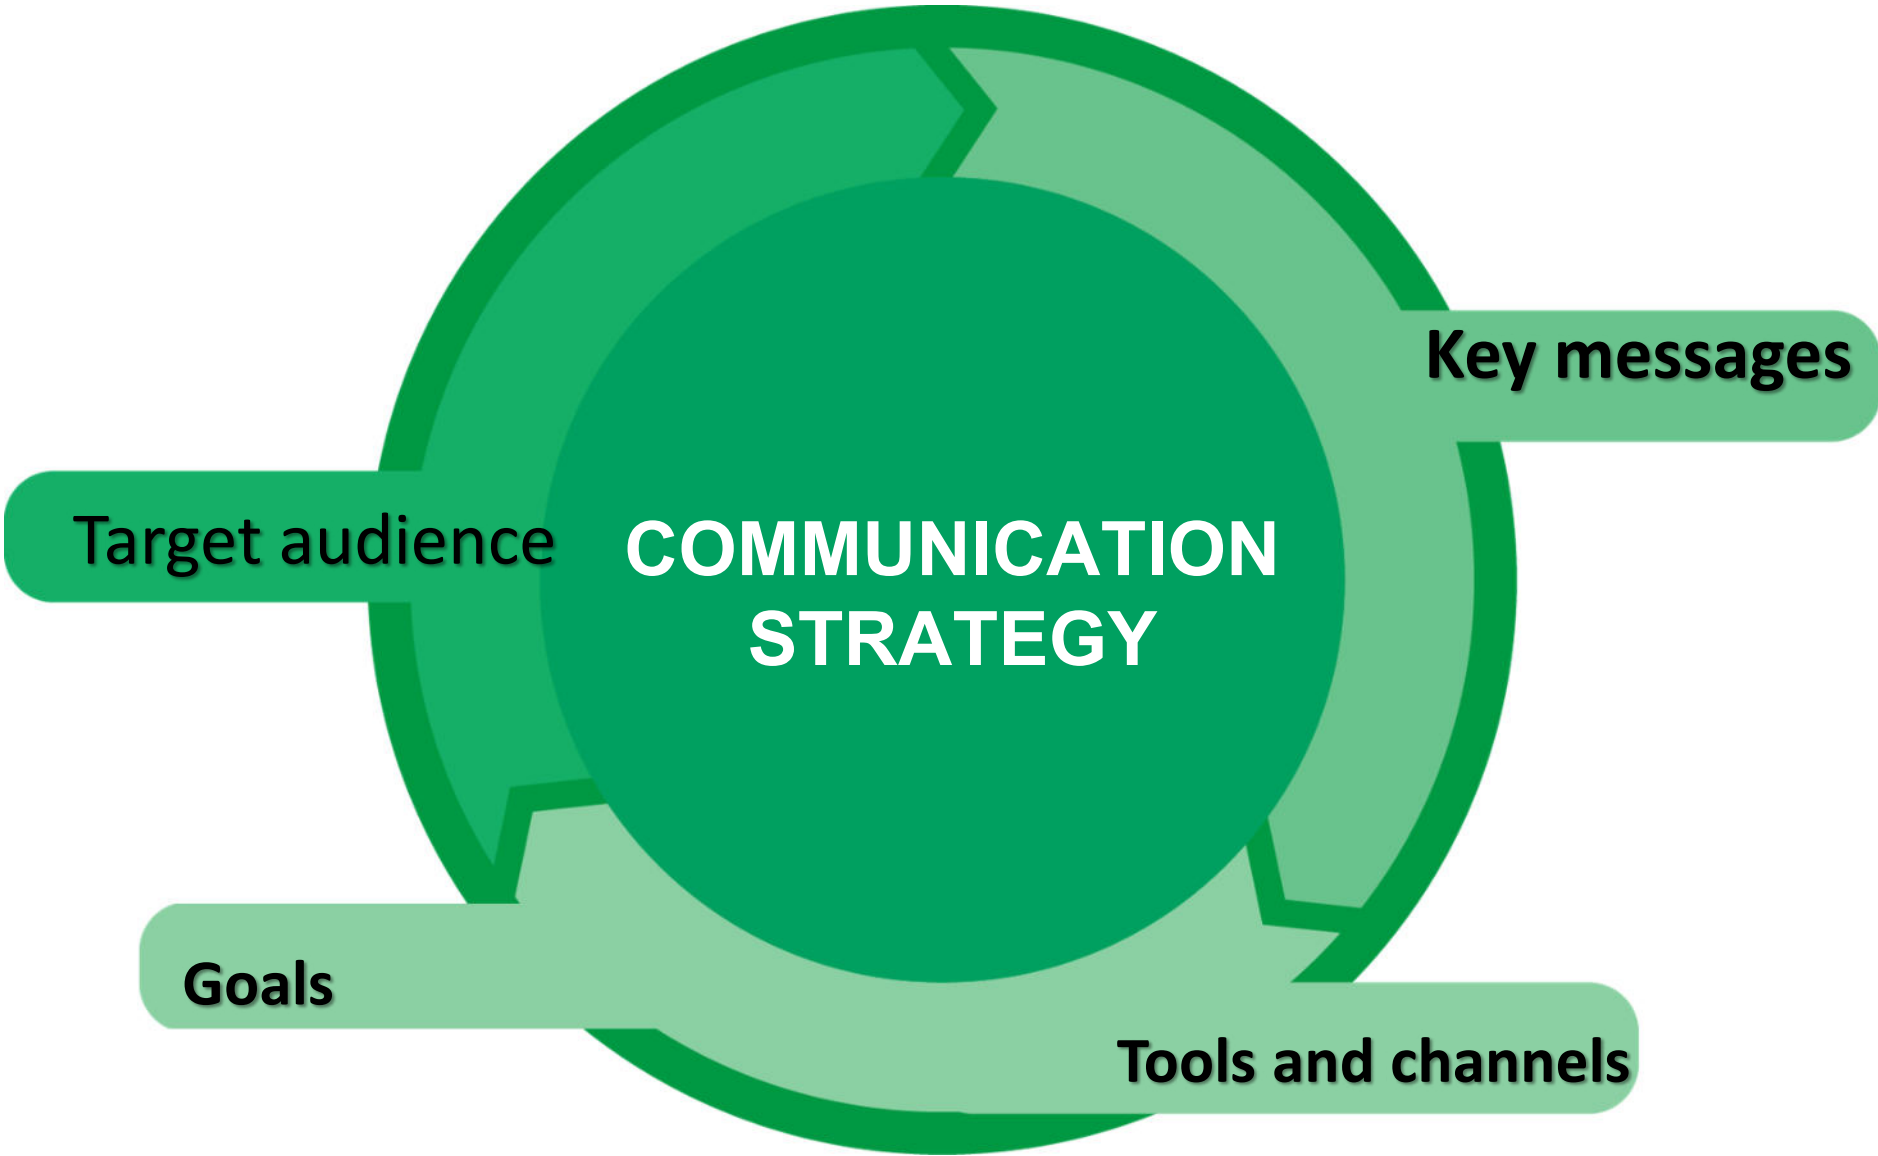 Key messages
Target audience
COMMUNICATION
STRATEGY
Goals
Tools and channels